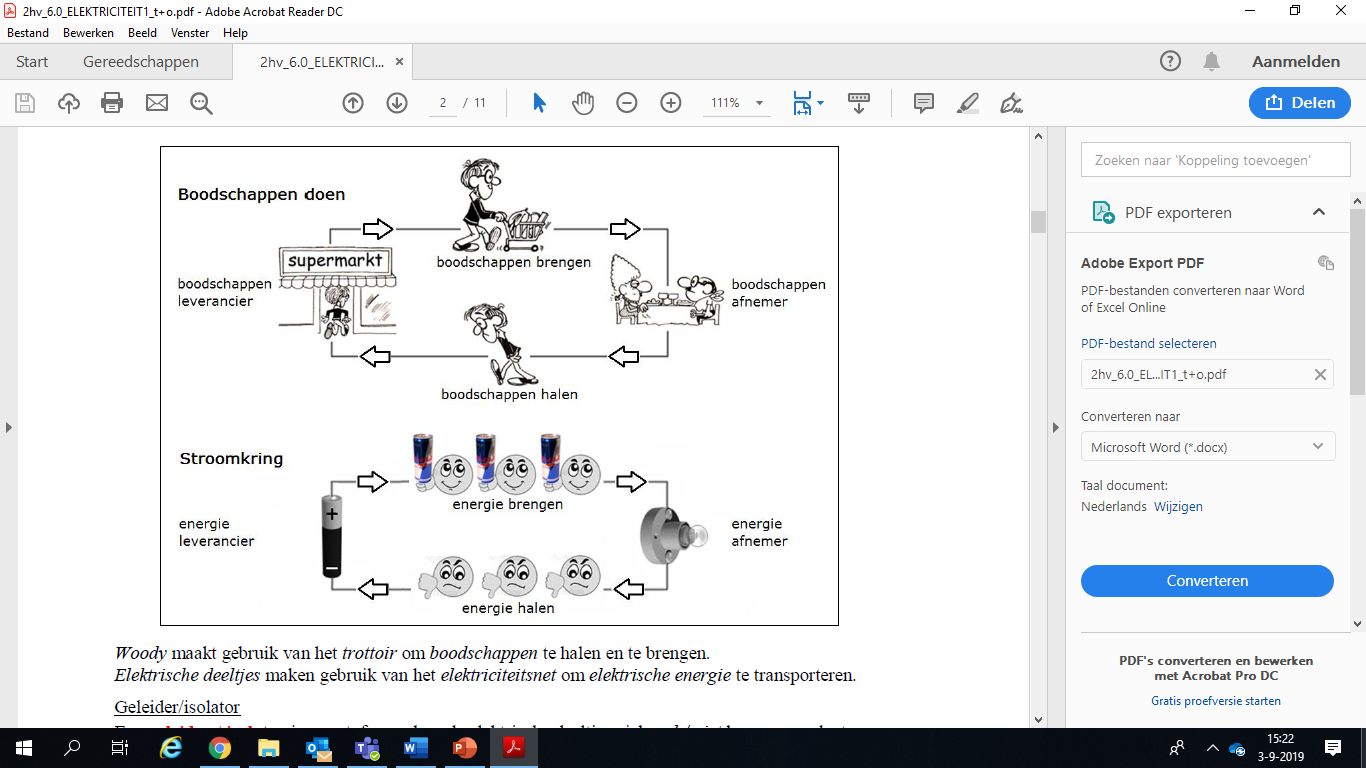 2hv_6.0_ELEKTRICITEIT1_t+o.pdf - Adobe Acrobat Reader DC
Bestand Bewerken Beeld Venster Help
Start Gereedschappen 2hv_6.0_ELEKTRICI... × Aanmelden
2 / 11 111% Delen
Boodschappen doen
supermarkt
boodschappen brengen
boodschappen
leverancier
boodschappen
afnemer
boodschappen halen
Stroomkring
energie brengen
+
energie
leverancier
energie
afnemer
energie halen
Woody maakt gebruik van het trottoir om boodschappen te halen en te brengen.
Elektrische deeltjes maken gebruik van het elektriciteitsnet om elektrische energie te transporteren.
Geleider/isolator
Zoeken naar 'Koppeling toevoegen'
PDF exporteren
Adobe Export PDF
PDF-bestanden converteren naar Word
of Excel Online
PDF-bestand selecteren
2hv_6.0_EL...IT1_t+o.pdf
Converteren naar
Microsoft Word (*.docx)
Taal document:
Nederlands Wijzigen
Converteren
PDF's converteren en bewerken
met Acrobat Pro DC
Gratis proefversie starten
15:22
3-9-2019